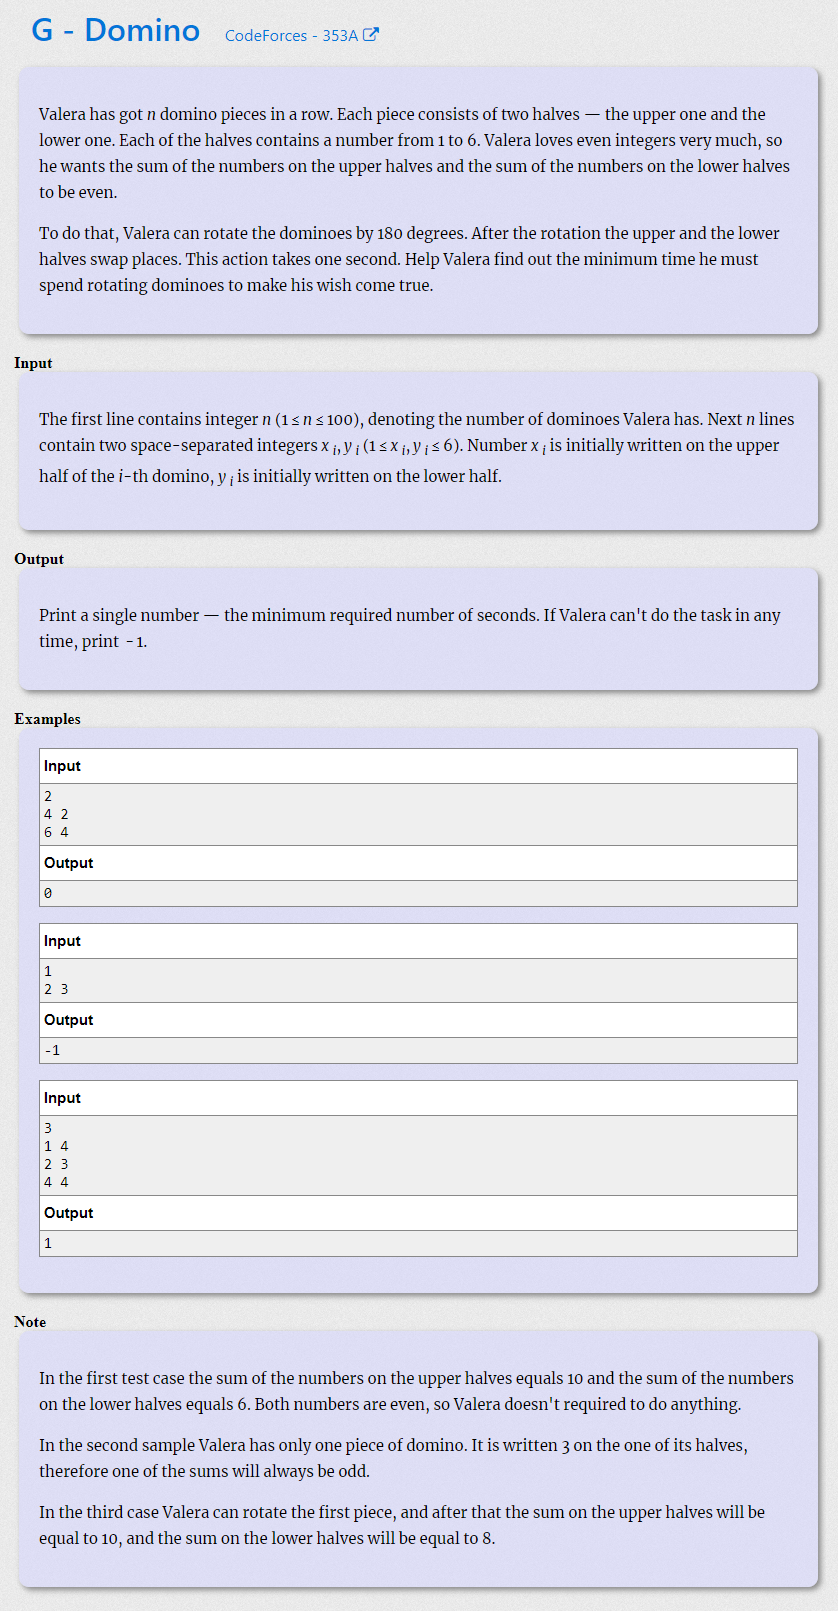 G - Domino CodeForces - 353A
Valera has got n domino pieces in a row. Each piece consists of two halves — the upper one and the
lower one. Each of the halves contains a number from 1 to 6. Valera loves even integers very much, so
he wants the sum of the numbers on the upper halves and the sum of the numbers on the lower halves
to be even.
To do that, Valera can rotate the dominoes by 180 degrees. After the rotation the upper and the lower
halves swap places. This action takes one second. Help Valera find out the minimum time he must
spend rotating dominoes to make his wish come true.
Input
The first line contains integer n (1 ≤ n ≤ 100), denoting the number of dominoes Valera has. Next n lines
contain two space-separated integers x i, y i (1 ≤ x i, y i ≤ 6). Number x i is initially written on the upper
half of the i-th domino, y i is initially written on the lower half.
Output
Print a single number — the minimum required number of seconds. If Valera can't do the task in any
time, print  - 1.
Examples
Input
2
4 2
6 4
Output
0
Input
1
2 3
Output
-1
Input
3
1 4
2 3
4 4
Output
1
Note
In the first test case the sum of the numbers on the upper halves equals 10 and the sum of the numbers
on the lower halves equals 6. Both numbers are even, so Valera doesn't required to do anything.
In the second sample Valera has only one piece of domino. It is written 3 on the one of its halves,
therefore one of the sums will always be odd.
In the third case Valera can rotate the first piece, and after that the sum on the upper halves will be
equal to 10, and the sum on the lower halves will be equal to 8.